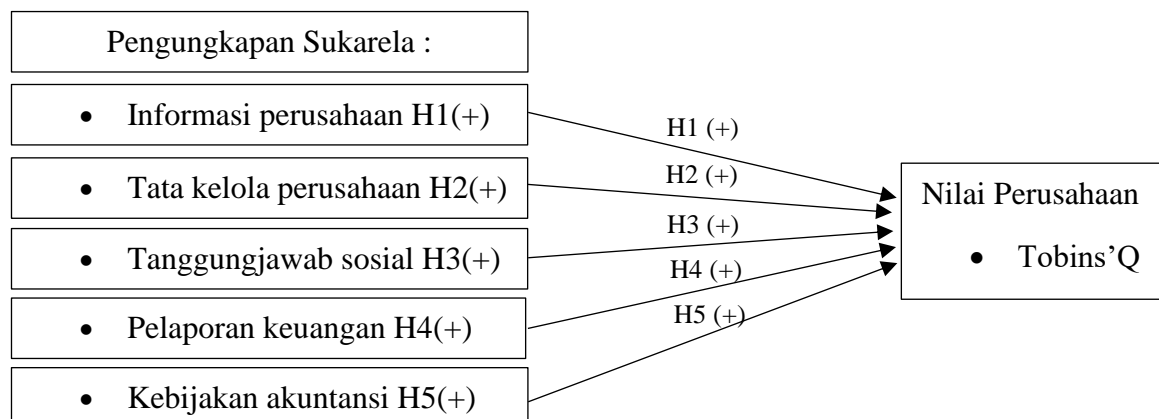 Pengungkapan Sukarela :
• Informasi perusahaan H1(+)
• Tata kelola perusahaan H2(+)
• Tanggungjawab sosial H3(+)
• Pelaporan keuangan H4(+)
• Kebijakan akuntansi H5(+)
H1 (+)
H2 (+)
H3 (+)
H4 (+)
H5 (+)
Nilai Perusahaan
• Tobins’Q